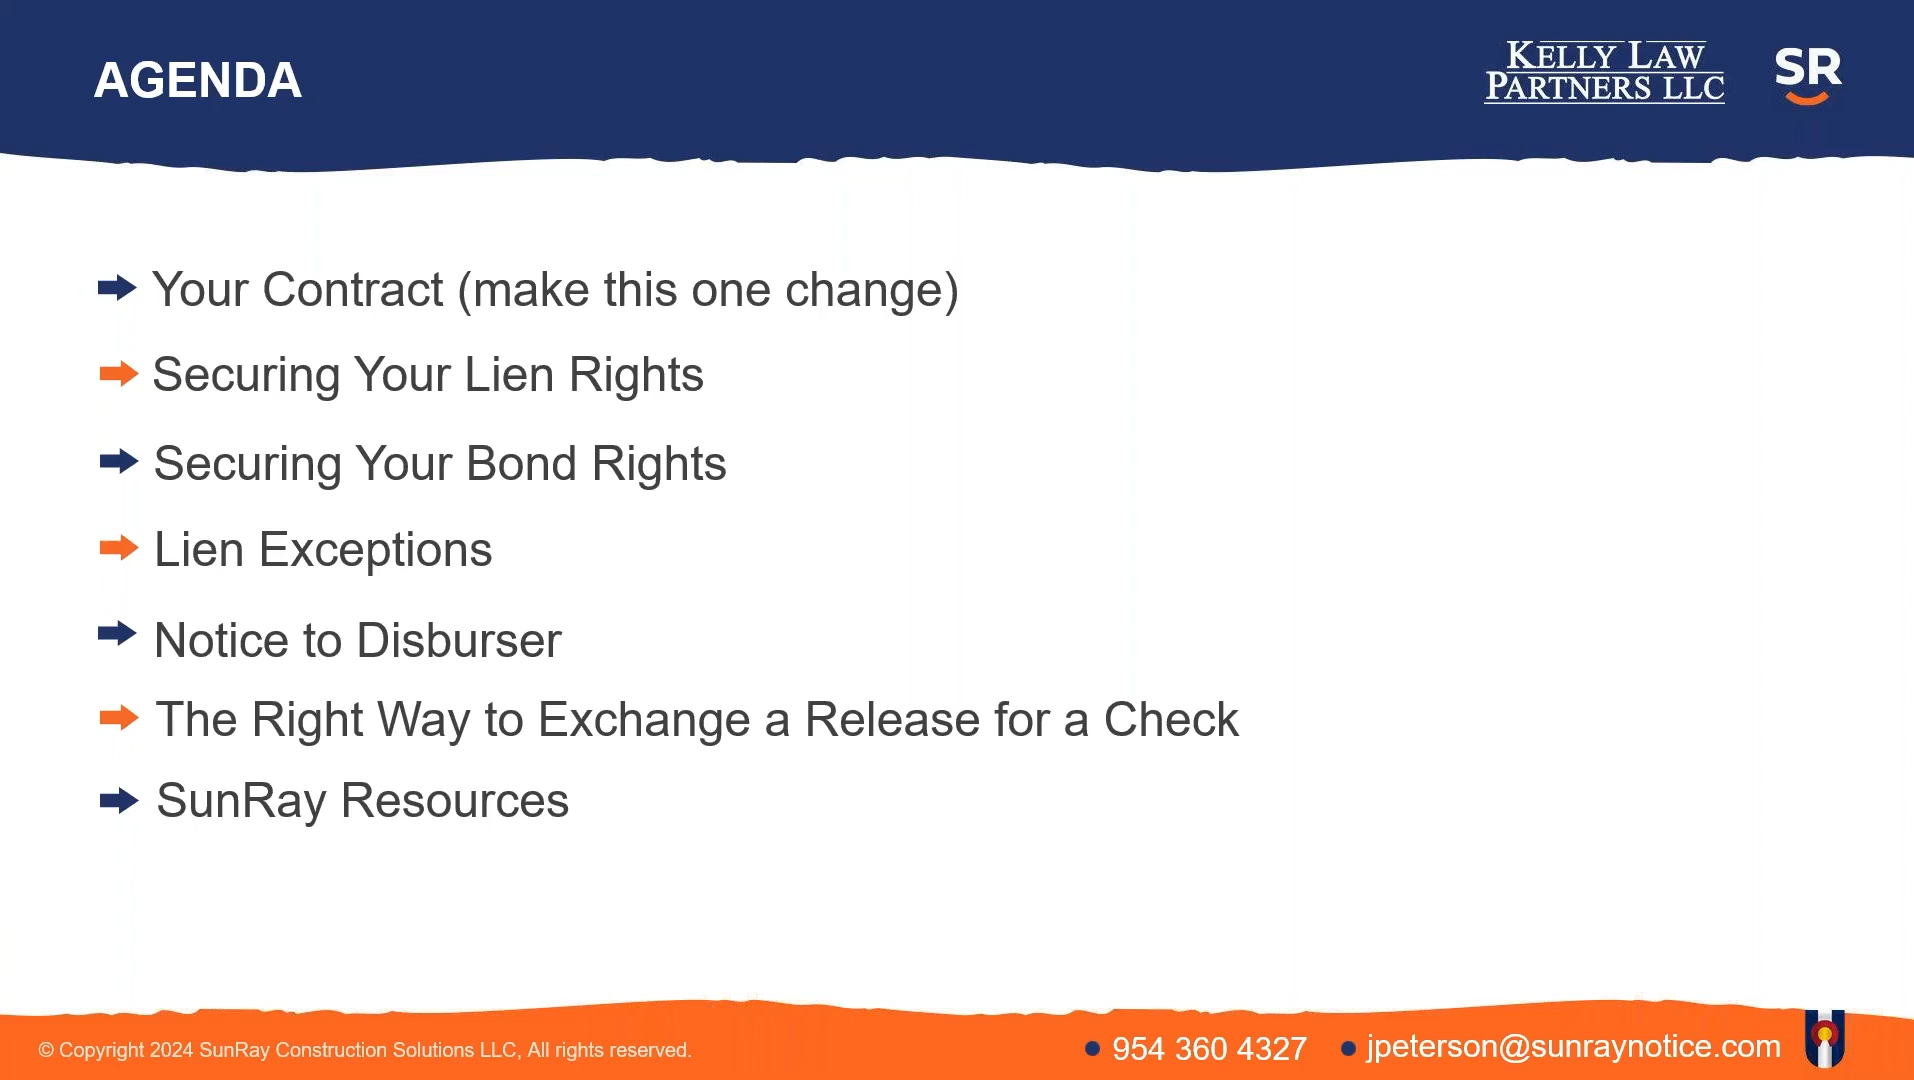 AGENDA
KELLY LAW
PARTNERS LLC
SR
Your Contract (make this one change)
Securing Your Lien Rights
Securing Your Bond Rights
Lien Exceptions
Notice to Disburser
The Right Way to Exchange a Release for a Check
SunRay Resources
© Copyright 2024 SunRay Construction Solutions LLC, All rights reserved.
954 360 4327
jpeterson@sunraynotice.com